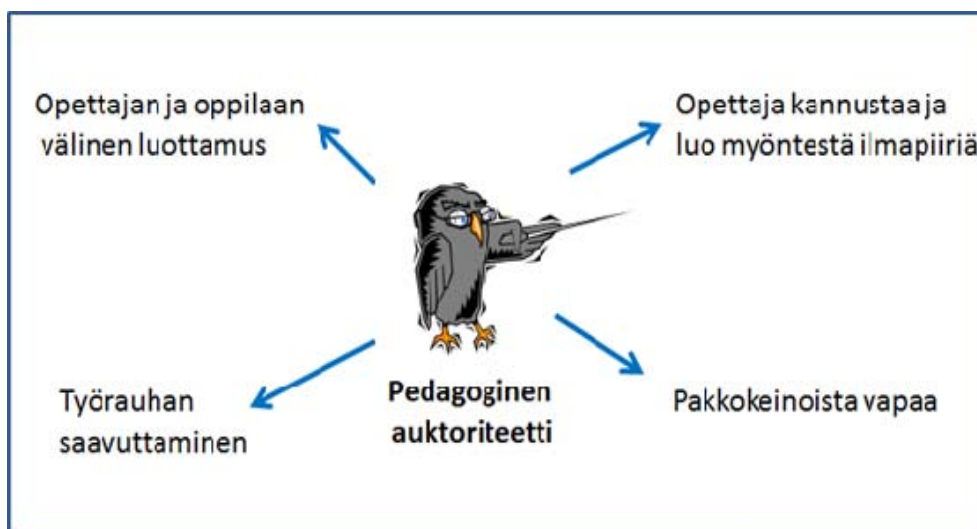 Opettajan ja oppilaan
välinen luottamus
Opettaja kannustaa ja
luo myöntestä ilmapiiriä
Työrauhan
saavuttaminen
Pedagoginen
auktoriteetti
Pakkokeinoista vapaa